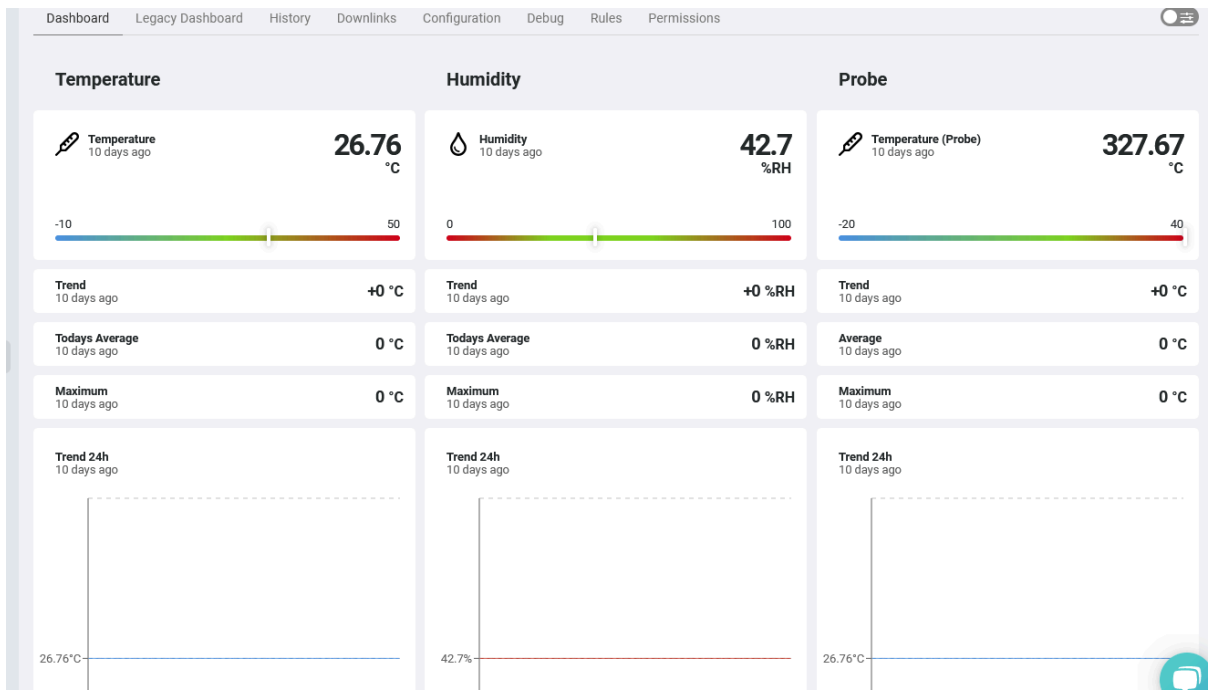 Dashboard Legacy Dashboard History Downlinks Configuration Debug Rules Permissions
Temperature
Temperature
10 days ago
26.76
°C
-10 50
Trend
10 days ago
+0 °C
Todays Average
10 days ago
0 °C
Maximum
10 days ago
0 °C
Trend 24h
10 days ago
26.76°C
Humidity
Humidity
10 days ago
42.7
%RH
0 100
Trend
10 days ago
+0 %RH
Todays Average
10 days ago
0 %RH
Maximum
10 days ago
0 %RH
Trend 24h
10 days ago
42.7%
Probe
Temperature (Probe)
10 days ago
327.67
°C
-20 40
Trend
10 days ago
+0 °C
Average
10 days ago
0 °C
Maximum
10 days ago
0 °C
Trend 24h
10 days ago
26.76°C